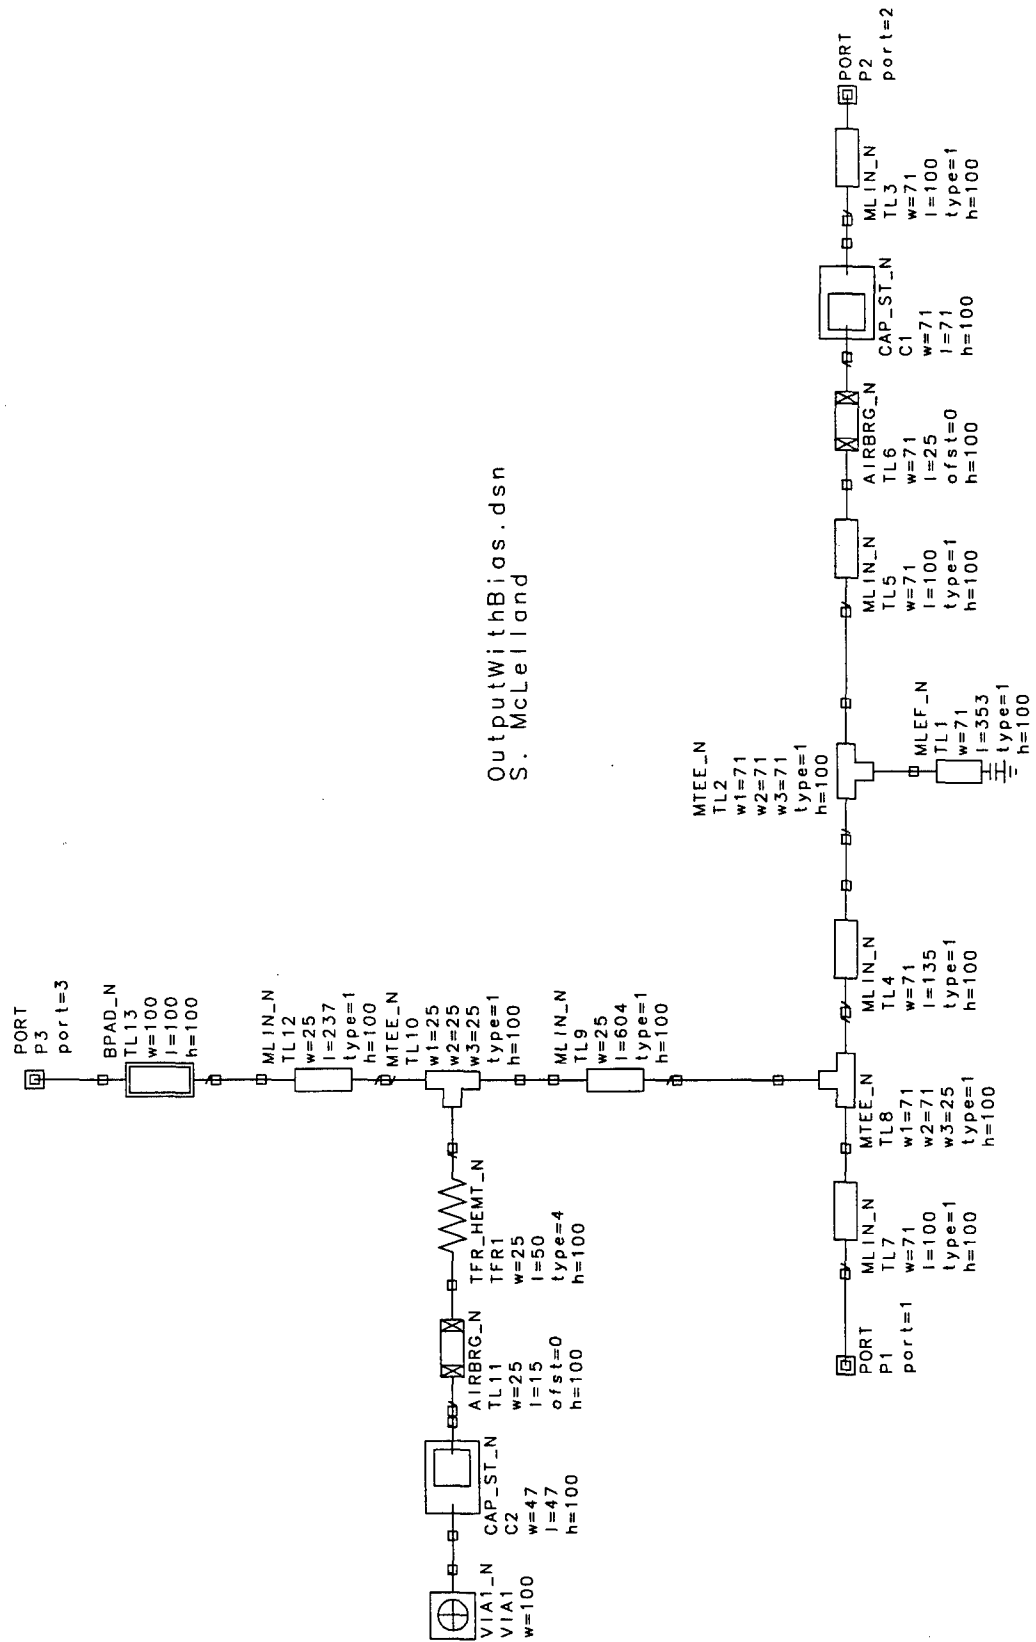 OutputWithBias.dsn
S. McLelland
PORT
P3
port=3
BPAD_N
TL13
w=100
l=100
h=100
MLIN_N
TL12
w=25
l=237
type=1
h=100
MTEE_N
TL10
w1=25
w2=25
w3=25
type=1
h=100
MLIN_N
TL9
w=25
l=604
type=1
h=100
VIA1_N
VIA1
w=100
CAP_ST_N
C2
w=47
l=47
h=100
AIRBRG_N
TL11
w=25
l=15
ofst=0
h=100
TFR_HEMT_N
TFR1
w=25
l=50
type=4
h=100
PORT
P1
port=1
MLIN_N
TL7
w=71
l=100
type=1
h=100
MTEE_N
TL8
w1=71
w2=71
w3=25
type=1
h=100
MLIN_N
TL4
w=71
l=135
type=1
h=100
MTEE_N
TL2
w1=71
w2=71
w3=71
type=1
h=100
MLEF_N
TL1
w=71
l=353
type=1
h=100
MLIN_N
TL5
w=71
l=100
type=1
h=100
AIRBRG_N
TL6
w=71
l=25
ofst=0
h=100
CAP_ST_N
C1
w=71
l=71
h=100
MLIN_N
TL3
w=71
l=100
type=1
h=100
PORT
P2
port=2